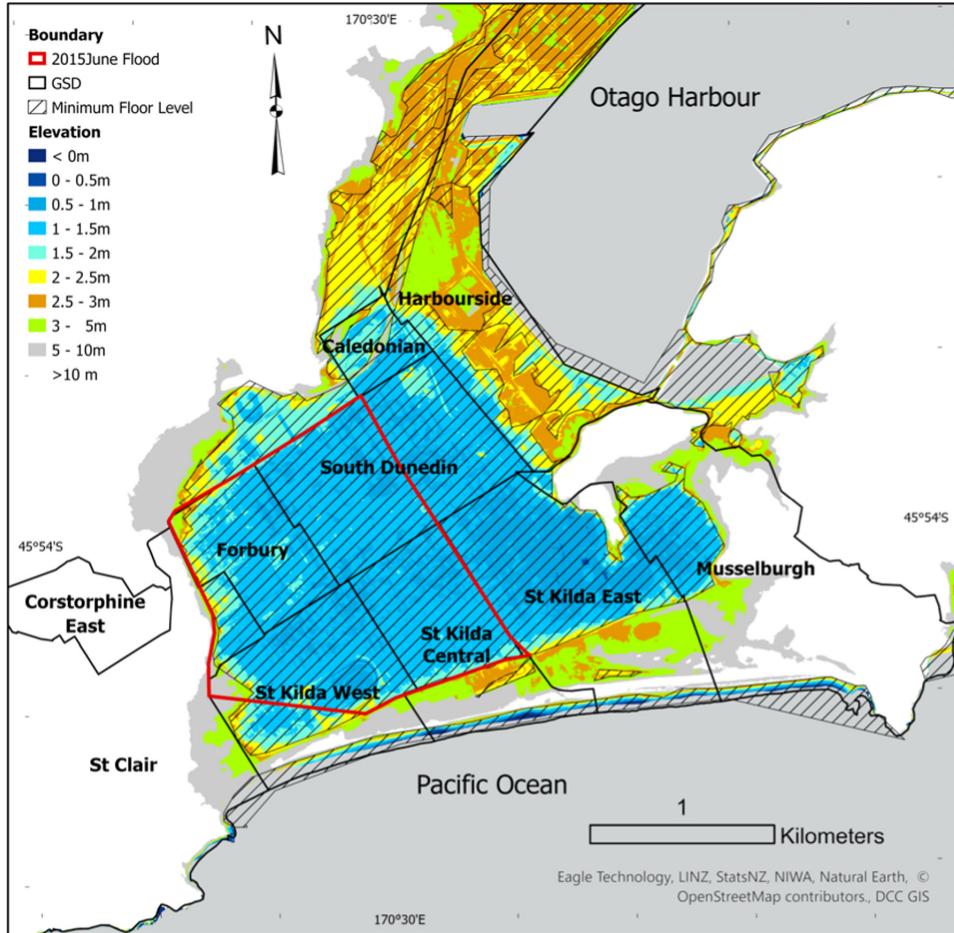 170°30'E
Boundary
2015June Flood
GSD
Minimum Floor Level
Elevation
< 0m
0 - 0.5m
0.5 - 1m
1 - 1.5m
1.5 - 2m
2 - 2.5m
2.5 - 3m
3 - 5m
5 - 10m
>10 m
N
Otago Harbour
Harbourside
Caledonian
South Dunedin
45°54'S
45°54'S
Forbury
Musselburgh
Corstorphine
East
St Kilda East
St Kilda
Central
St Kilda West
St Clair
Pacific Ocean
1
Kilometers
Eagle Technology, LINZ, StatsNZ, NIWA, Natural Earth, ©
OpenStreetMap contributors., DCC GIS
170°30'E